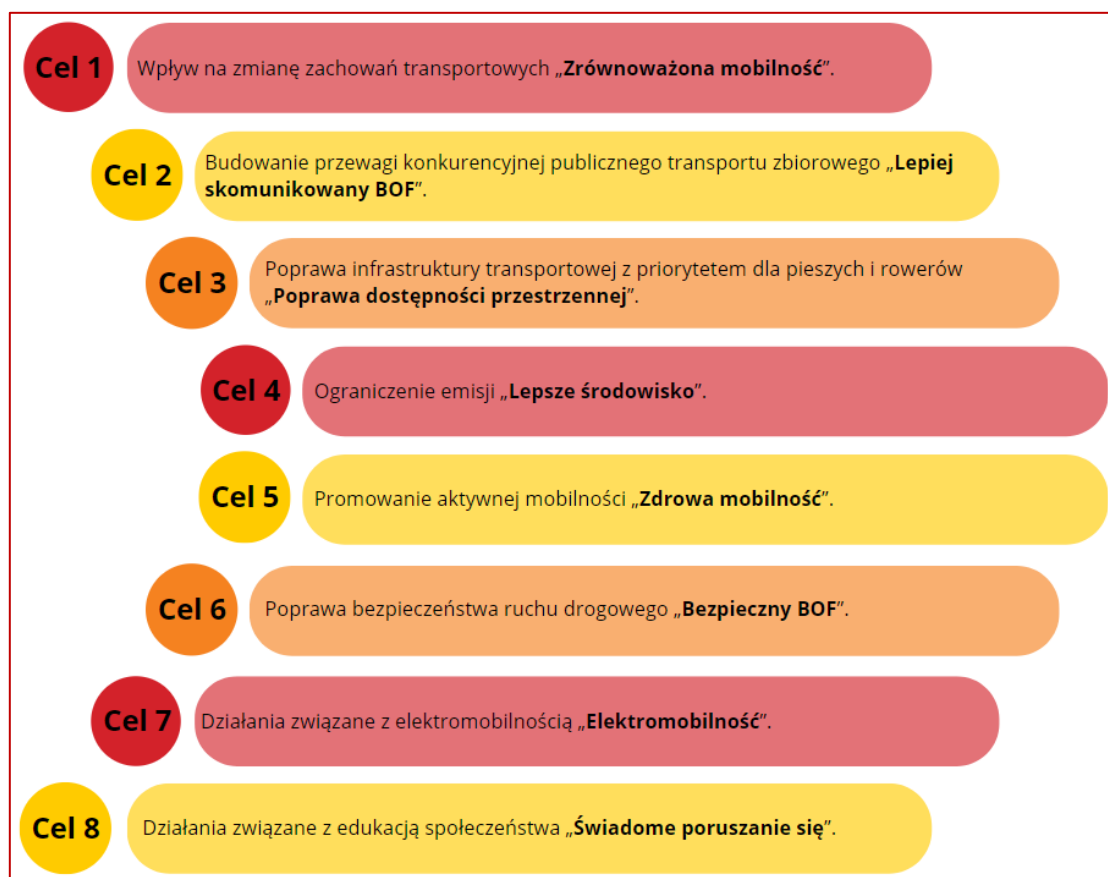 Cel 1
Wpływ na zmianę zachowań transportowych „Zrównoważona mobilność”.
Cel 2
Budowanie przewagi konkurencyjnej publicznego transportu zbiorowego „Lepiej
skomunikowany BOF”.
Cel 3
Poprawa infrastruktury transportowej z priorytetem dla pieszych i rowerów
„Poprawa dostępności przestrzennej”.
Cel 4
Ograniczenie emisji „Lepsze środowisko”.
Cel 5
Promowanie aktywnej mobilności „Zdrowa mobilność”.
Cel 6
Poprawa bezpieczeństwa ruchu drogowego „Bezpieczny BOF”.
Cel 7
Działania związane z elektromobilnością „Elektromobilność”.
Cel 8
Działania związane z edukacją społeczeństwa „Świadome poruszanie się”.